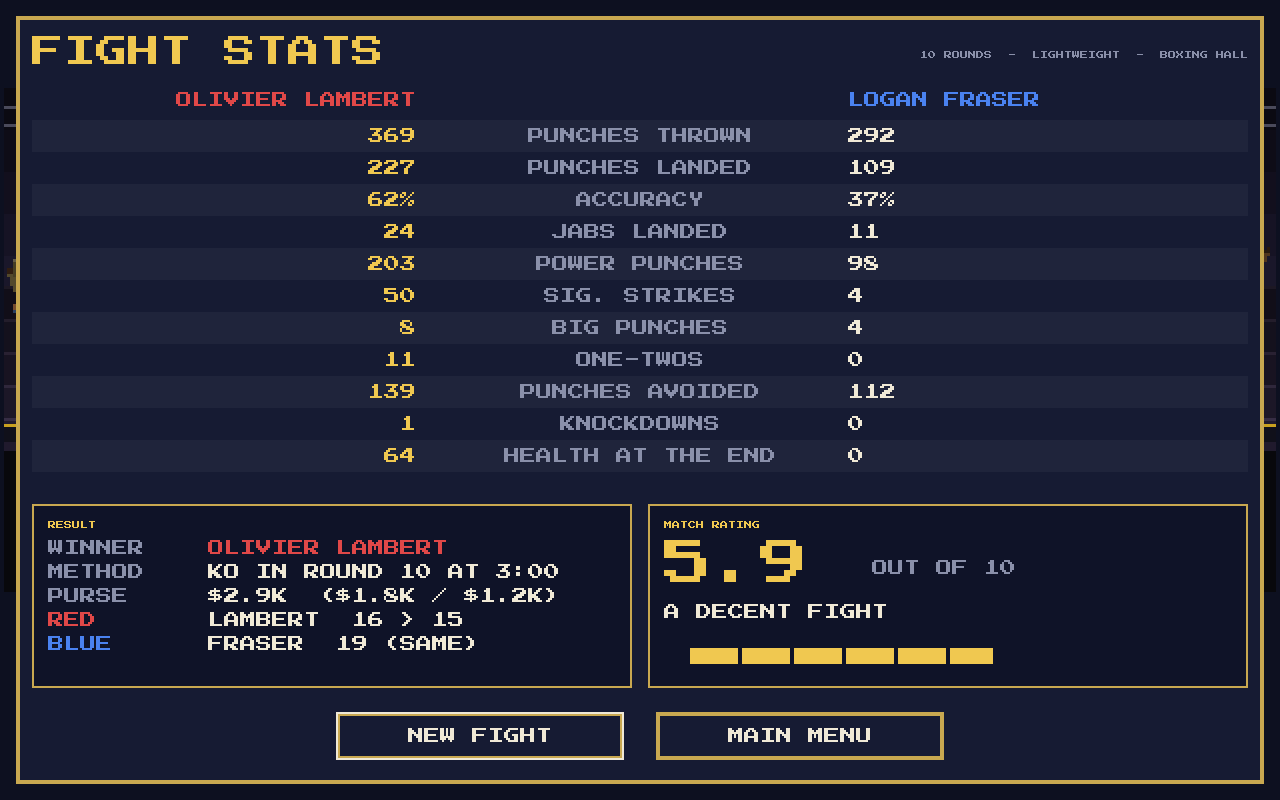 FIGHT STATS
10 ROUNDS - LIGHTWEIGHT - BOXING HALL
OLIVIER LAMBERT LOGAN FRASER
369 PUNCHES THROWN 292
227 PUNCHES LANDED 109
62% ACCURACY 37%
24 JABS LANDED 11
203 POWER PUNCHES 98
50 SIG. STRIKES 4
8 BIG PUNCHES 4
11 ONE-TWOS 0
139 PUNCHES AVOIDED 112
1 KNOCKDOWNS 0
64 HEALTH AT THE END 0
RESULT
WINNER OLIVIER LAMBERT
METHOD KO IN ROUND 10 AT 3:00
PURSE $2.9K ($1.8K / $1.2K)
RED LAMBERT 16 > 15
BLUE FRASER 19 (SAME)
MATCH RATING
5.9 OUT OF 10
A DECENT FIGHT
NEW FIGHT MAIN MENU